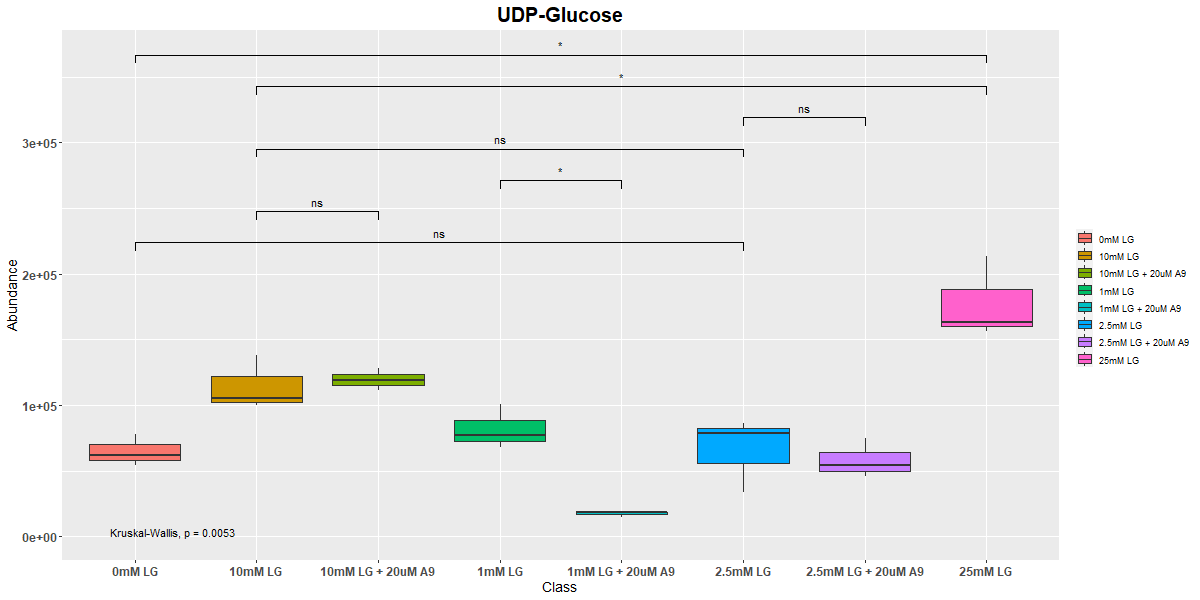 UDP-Glucose
*
*
ns
ns
*
ns
ns
3e+05
2e+05
1e+05
0e+00
Abundance
Kruskal-Wallis, p = 0.0053
0mM LG
10mM LG
10mM LG + 20uM A9
1mM LG
1mM LG + 20uM A9
2.5mM LG
2.5mM LG + 20uM A9
25mM LG
Class
0mM LG
10mM LG
10mM LG + 20uM A9
1mM LG
1mM LG + 20uM A9
2.5mM LG
2.5mM LG + 20uM A9
25mM LG